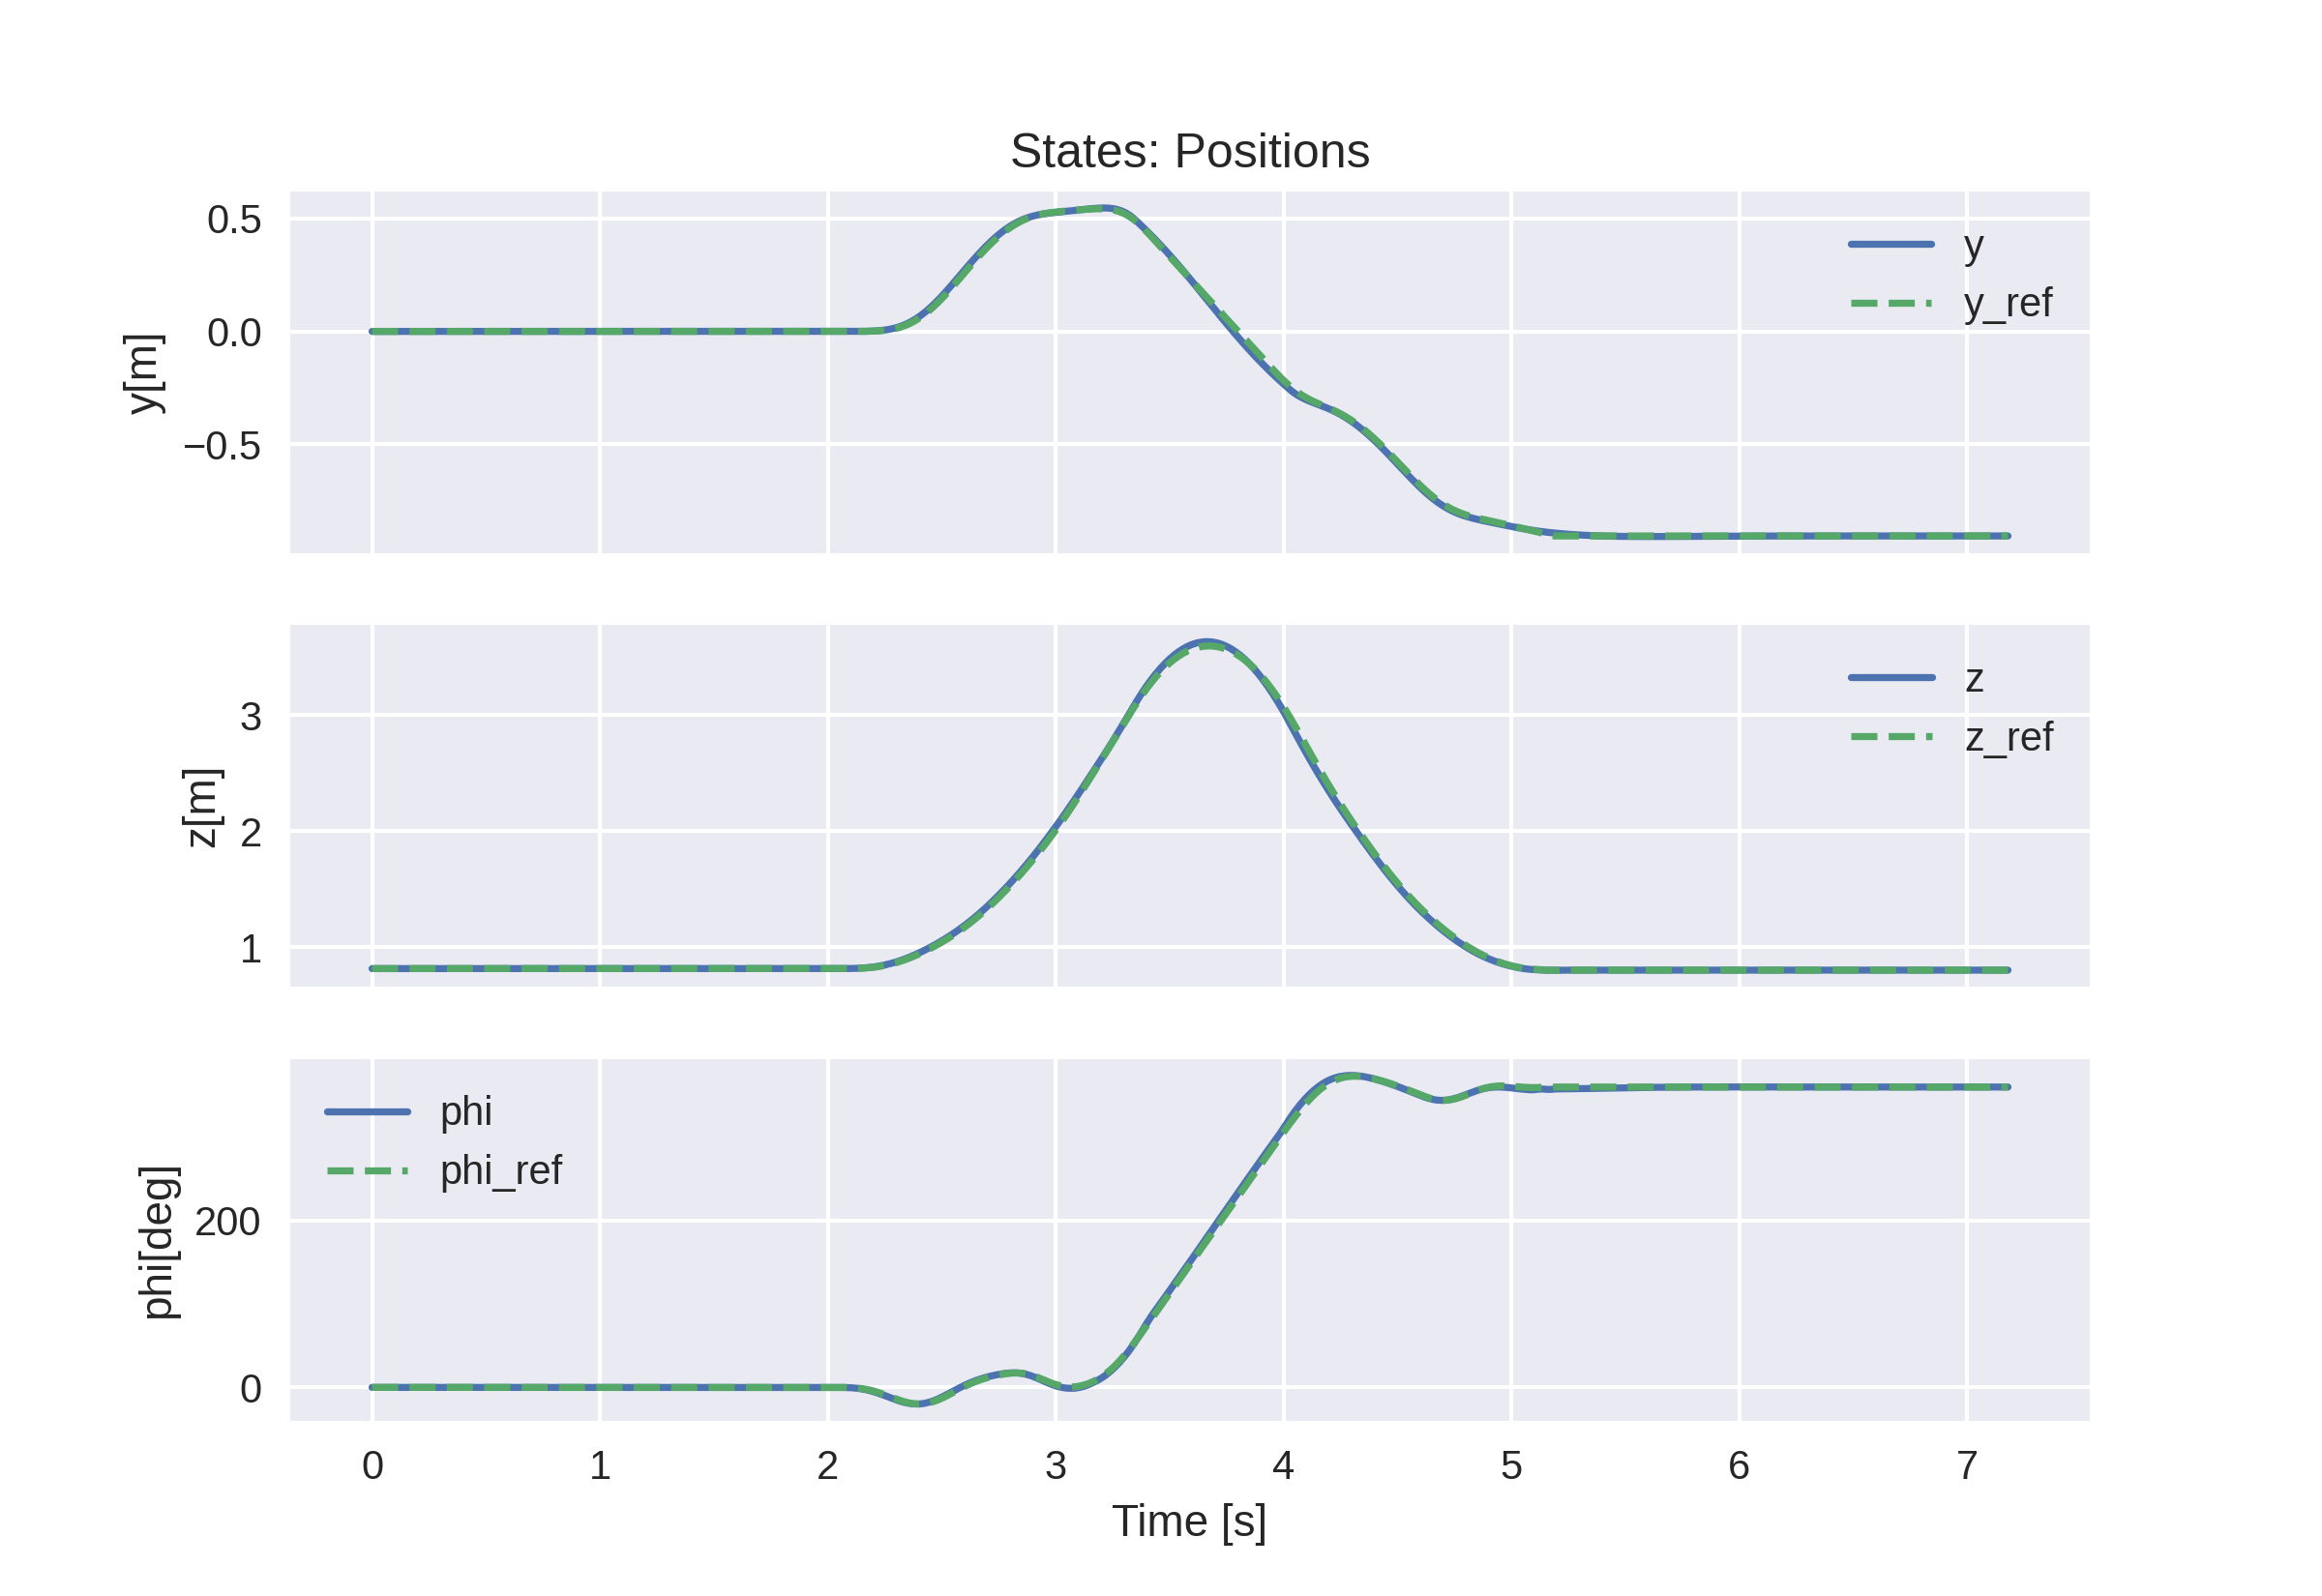 States: Positions
0.5
0.0
−0.5
y[m]
y
y_ref
3
2
1
z[m]
z
z_ref
200
0
phi[deg]
phi
phi_ref
0 1 2 3 4 5 6 7
Time [s]